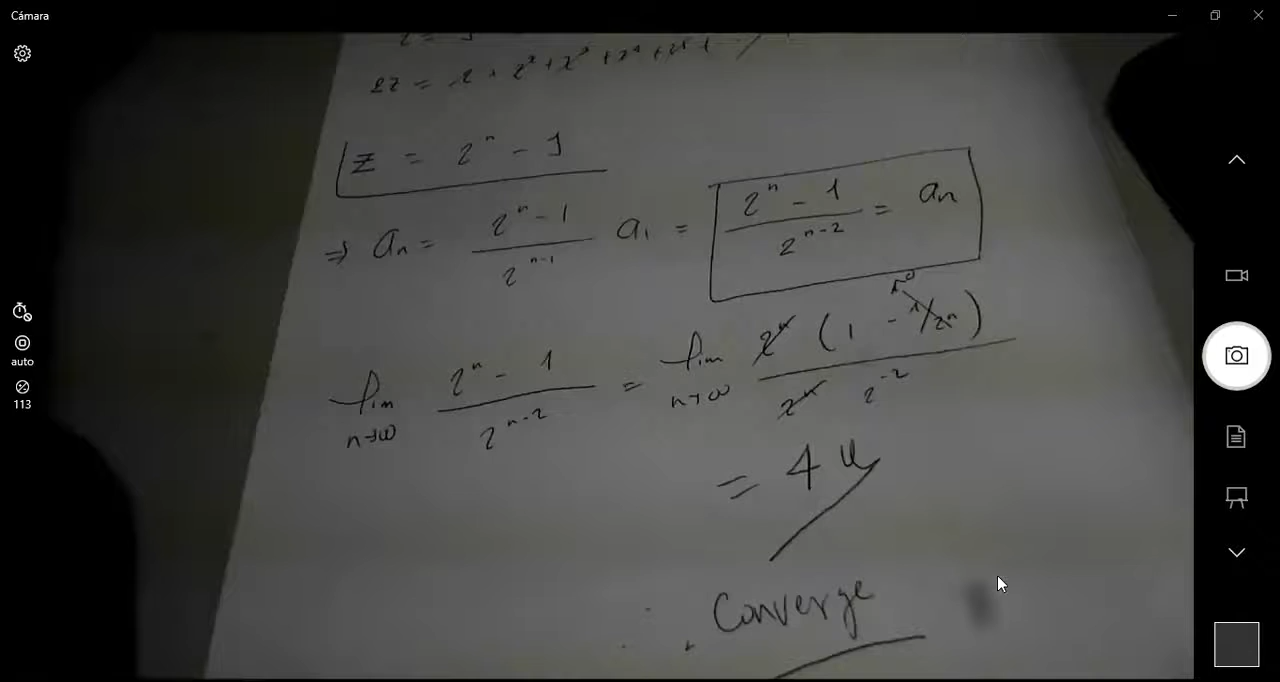 Cámara
2Z = 2 + 2² + 2³ + 2⁴ + 2⁵ +
Z = 2ⁿ - 1
⇒ aₙ = (2ⁿ - 1)/(2ⁿ⁻¹) a₁ = (2ⁿ - 1)/(2ⁿ⁻²) = aₙ
lim n→∞ (2ⁿ - 1)/(2ⁿ⁻²) = lim n→∞ 2ⁿ (1 - 1/2ⁿ)/(2ⁿ 2⁻²)
auto
113
= 4
∴ Converge